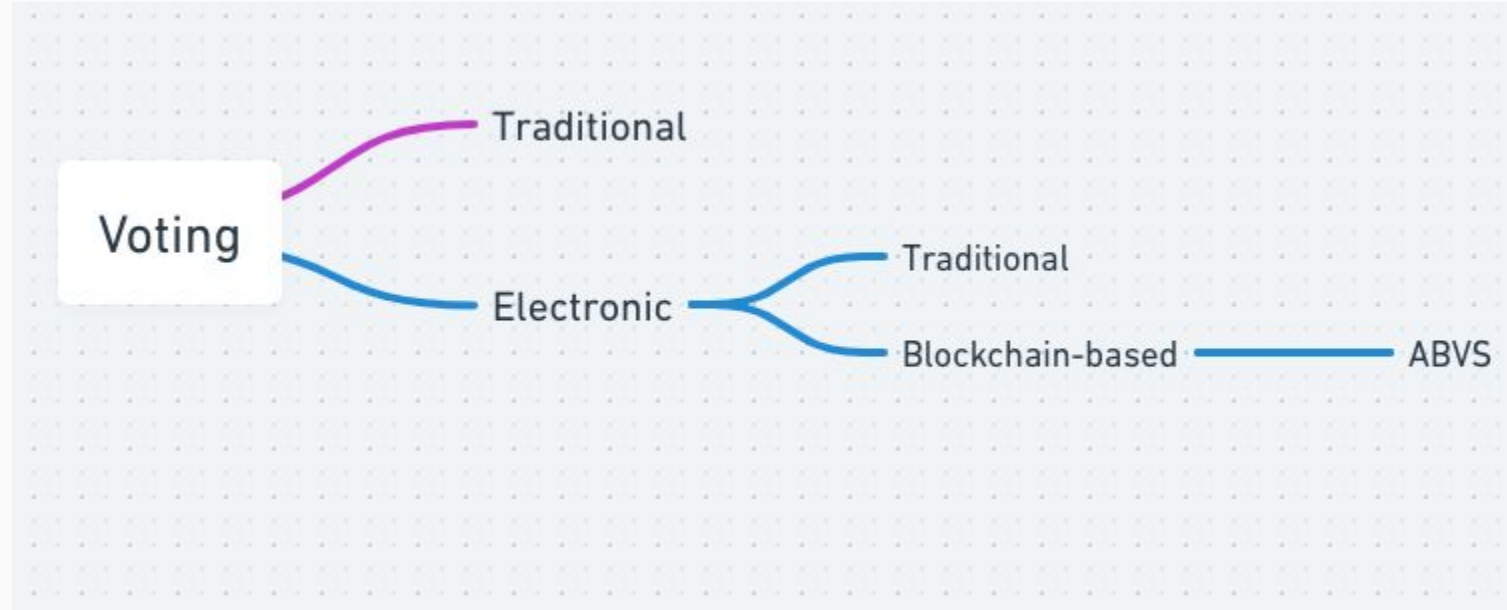 Traditional
Voting
Traditional
Electronic
Blockchain-based
ABVS